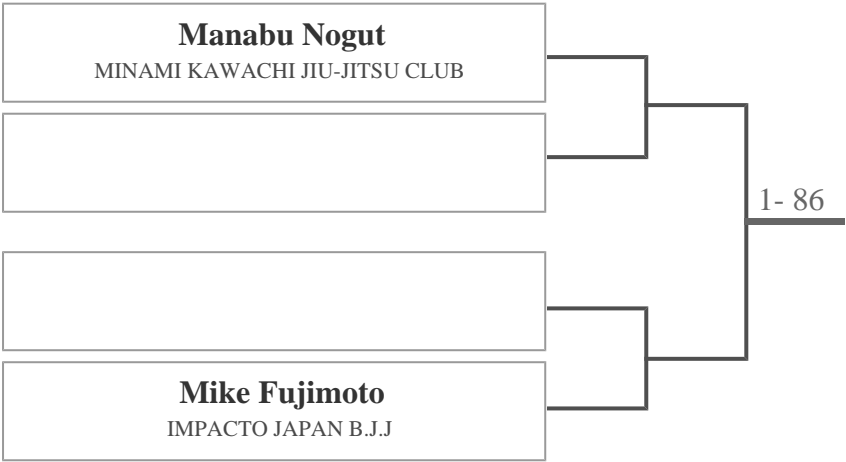 Manabu Nogut
MINAMI KAWACHI JIU-JITSU CLUB
1- 86
Mike Fujimoto
IMPACTO JAPAN B.J.J